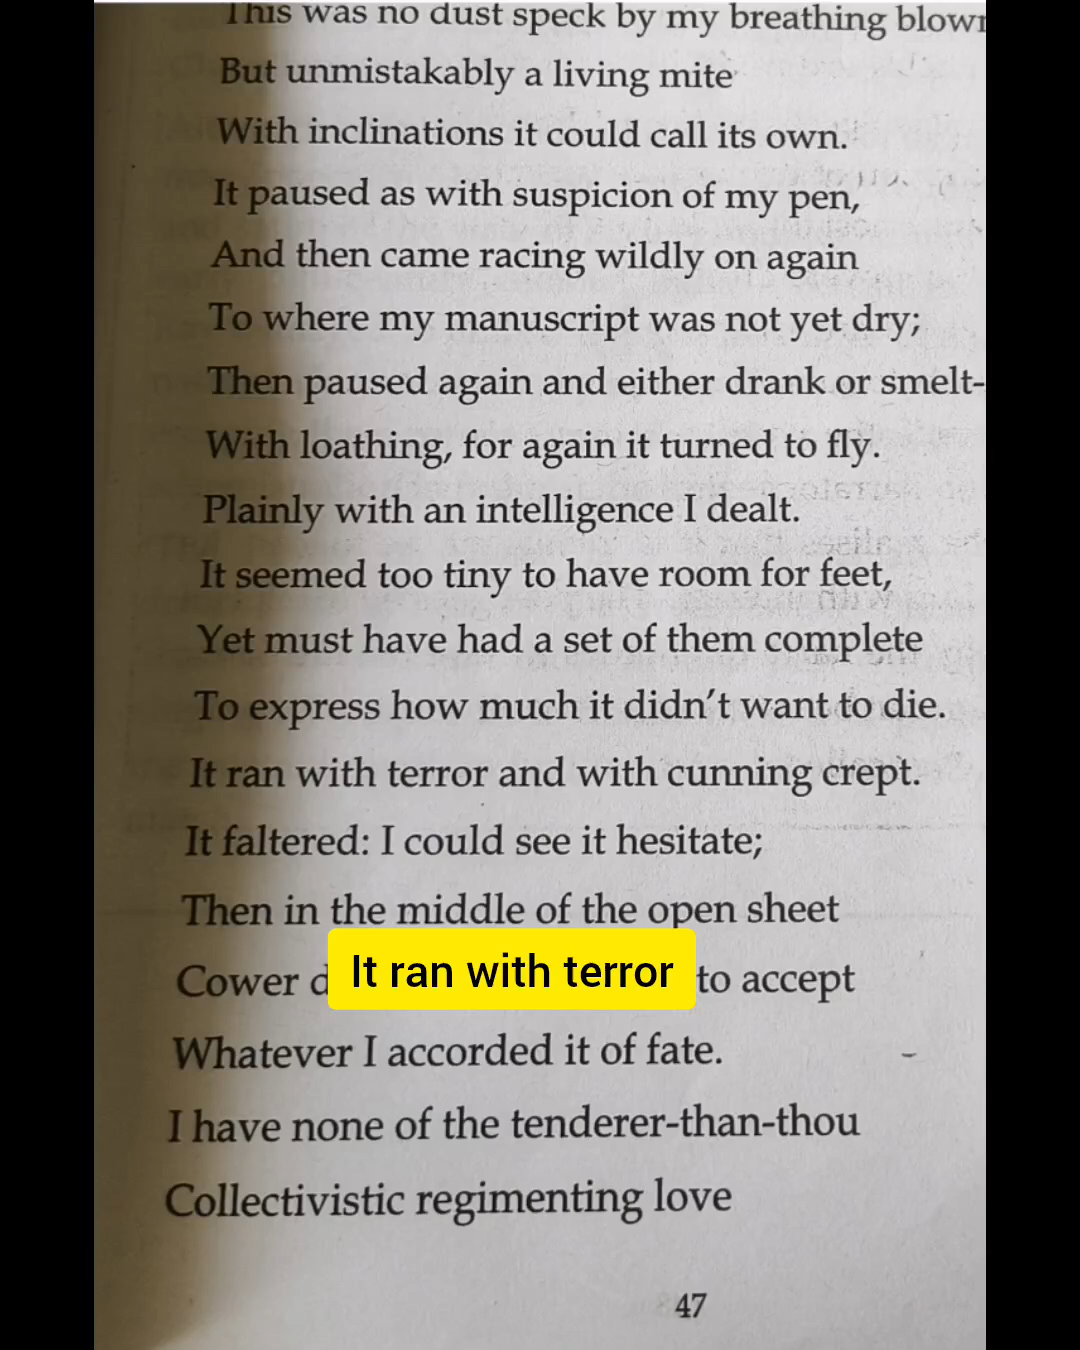 This was no dust speck by my breathing blown
But unmistakably a living mite
With inclinations it could call its own.
It paused as with suspicion of my pen,
And then came racing wildly on again
To where my manuscript was not yet dry;
Then paused again and either drank or smelt-
With loathing, for again it turned to fly.
Plainly with an intelligence I dealt.
It seemed too tiny to have room for feet,
Yet must have had a set of them complete
To express how much it didn't want to die.
It ran with terror and with cunning crept.
It faltered: I could see it hesitate;
Then in the middle of the open sheet
Cower to accept
It ran with terror
Whatever I accorded it of fate.
I have none of the tenderer-than-thou
Collectivistic regimenting love
47